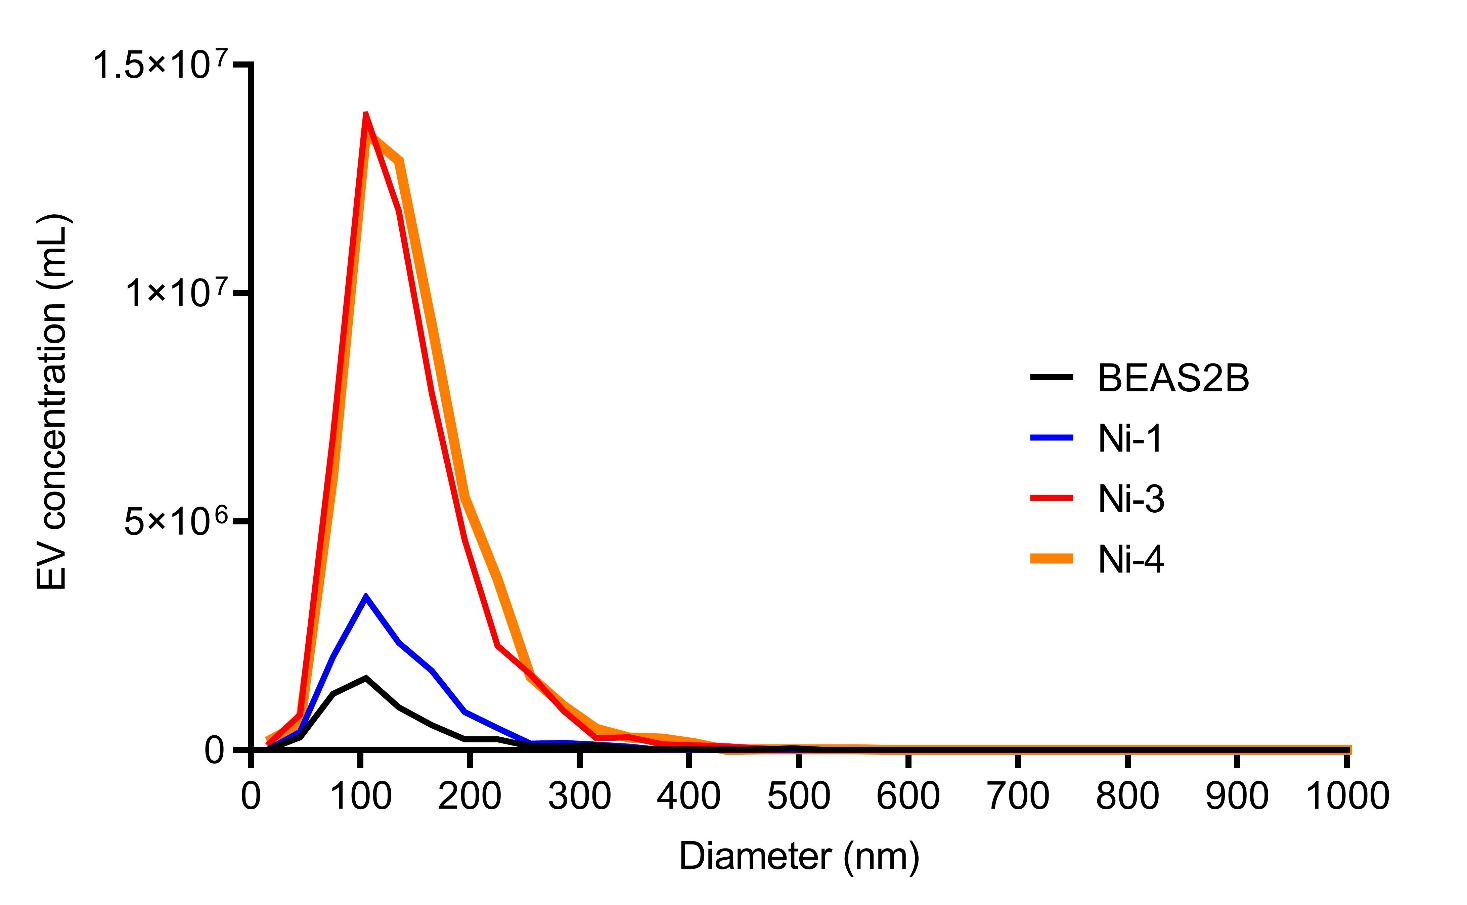 1.5×10⁷
1×10⁷
5×10⁶
0
EV concentration (mL)
BEAS2B
Ni-1
Ni-3
Ni-4
0 100 200 300 400 500 600 700 800 900 1000
Diameter (nm)